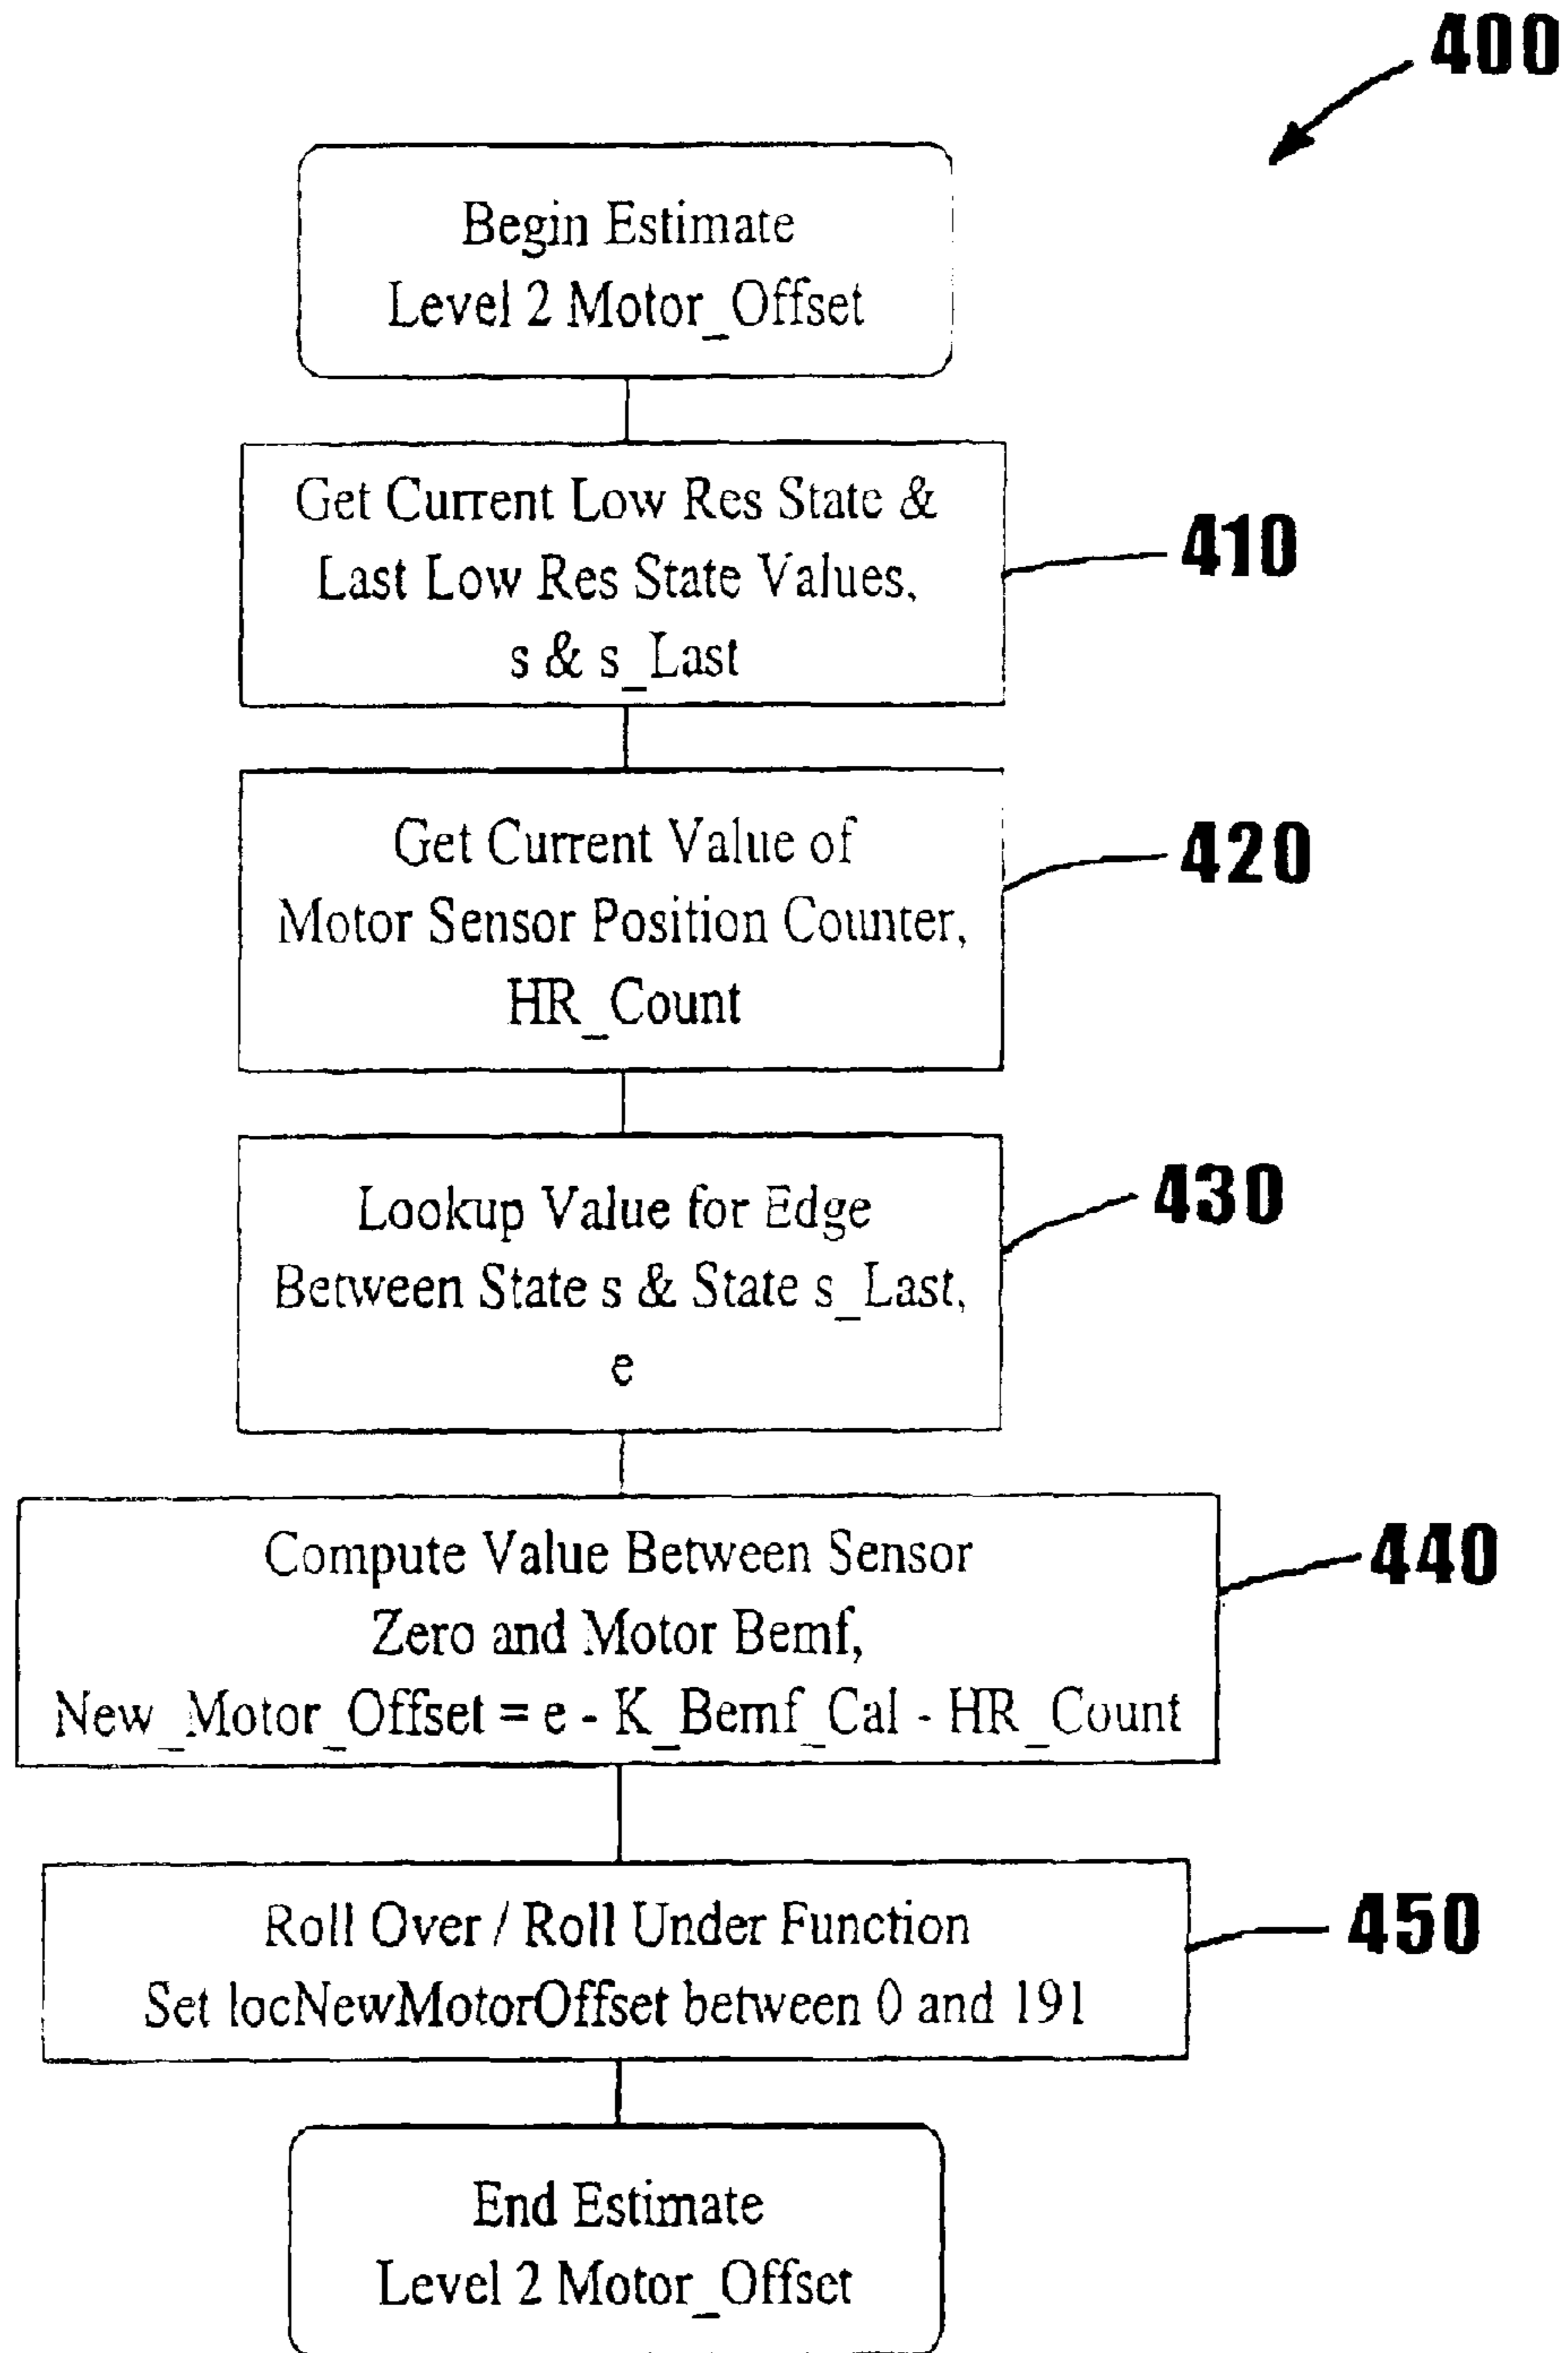 400
Begin Estimate
Level 2 Motor_Offset
Get Current Low Res State &
Last Low Res State Values,
s & s_Last
410
Get Current Value of
Motor Sensor Position Counter,
HR_Count
420
Lookup Value for Edge
Between State s & State s_Last,
e
430
Compute Value Between Sensor
Zero and Motor Bemf,
New_Motor_Offset = e - K_Bemf_Cal - HR_Count
440
Roll Over / Roll Under Function
Set locNewMotorOffset between 0 and 191
450
End Estimate
Level 2 Motor_Offset